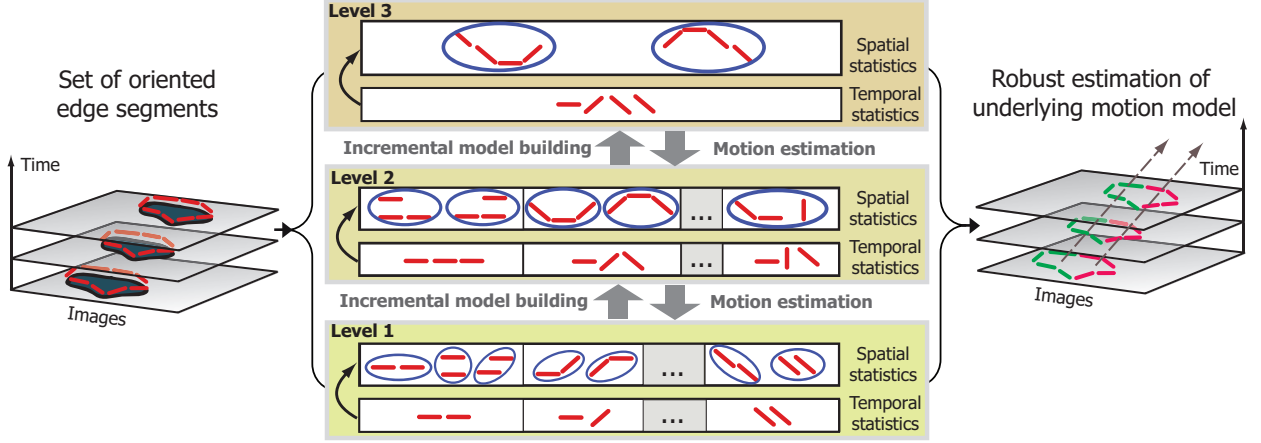 Set of oriented
edge segments
Time
Images
Level 3
Spatial
statistics
Temporal
statistics
Incremental model building
Motion estimation
Level 2
Spatial
statistics
...
Temporal
statistics
...
Incremental model building
Motion estimation
Level 1
Spatial
statistics
...
Temporal
statistics
...
Robust estimation of
underlying motion model
Time
Images